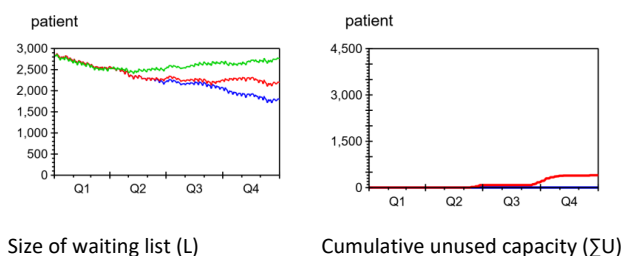 patient
3,000
2,500
2,000
1,500
1,000
500
0
Q1 Q2 Q3 Q4
Size of waiting list (L)
patient
4,500
3,000
1,500
0
Q1 Q2 Q3 Q4
Cumulative unused capacity (∑U)